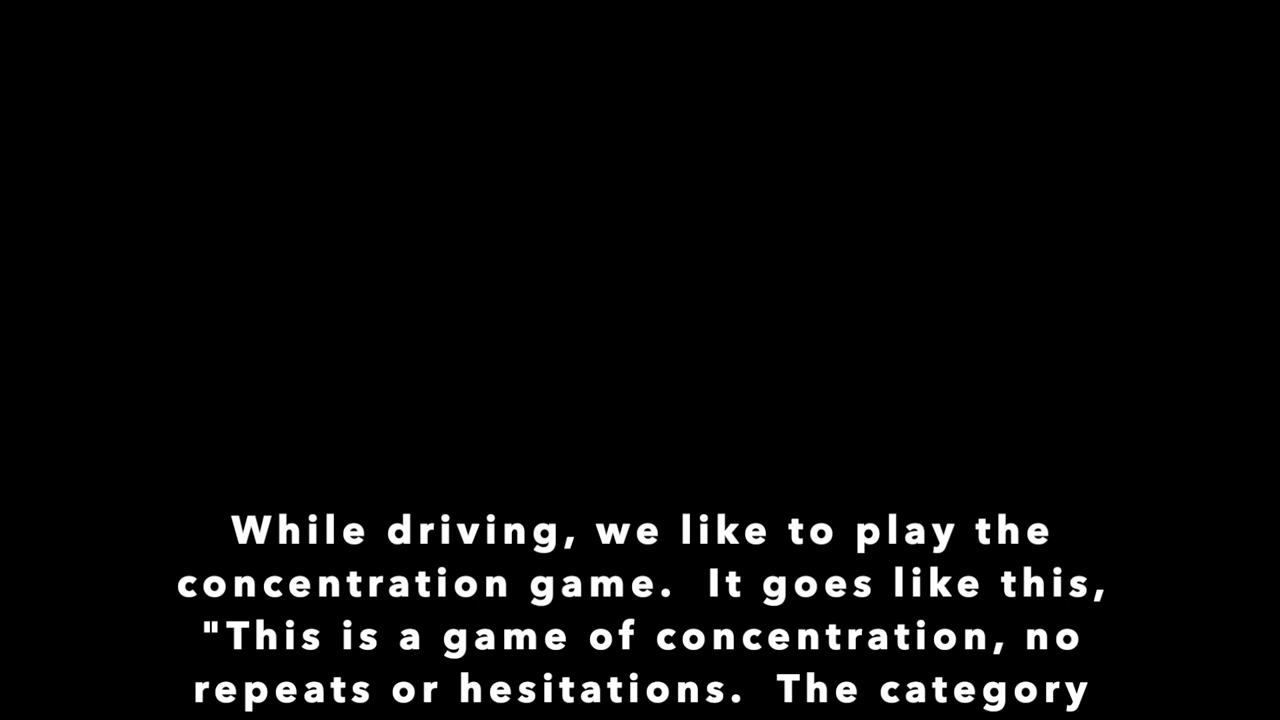 While driving, we like to play the
concentration game.  It goes like this,
"This is a game of concentration, no
repeats or hesitations.  The category